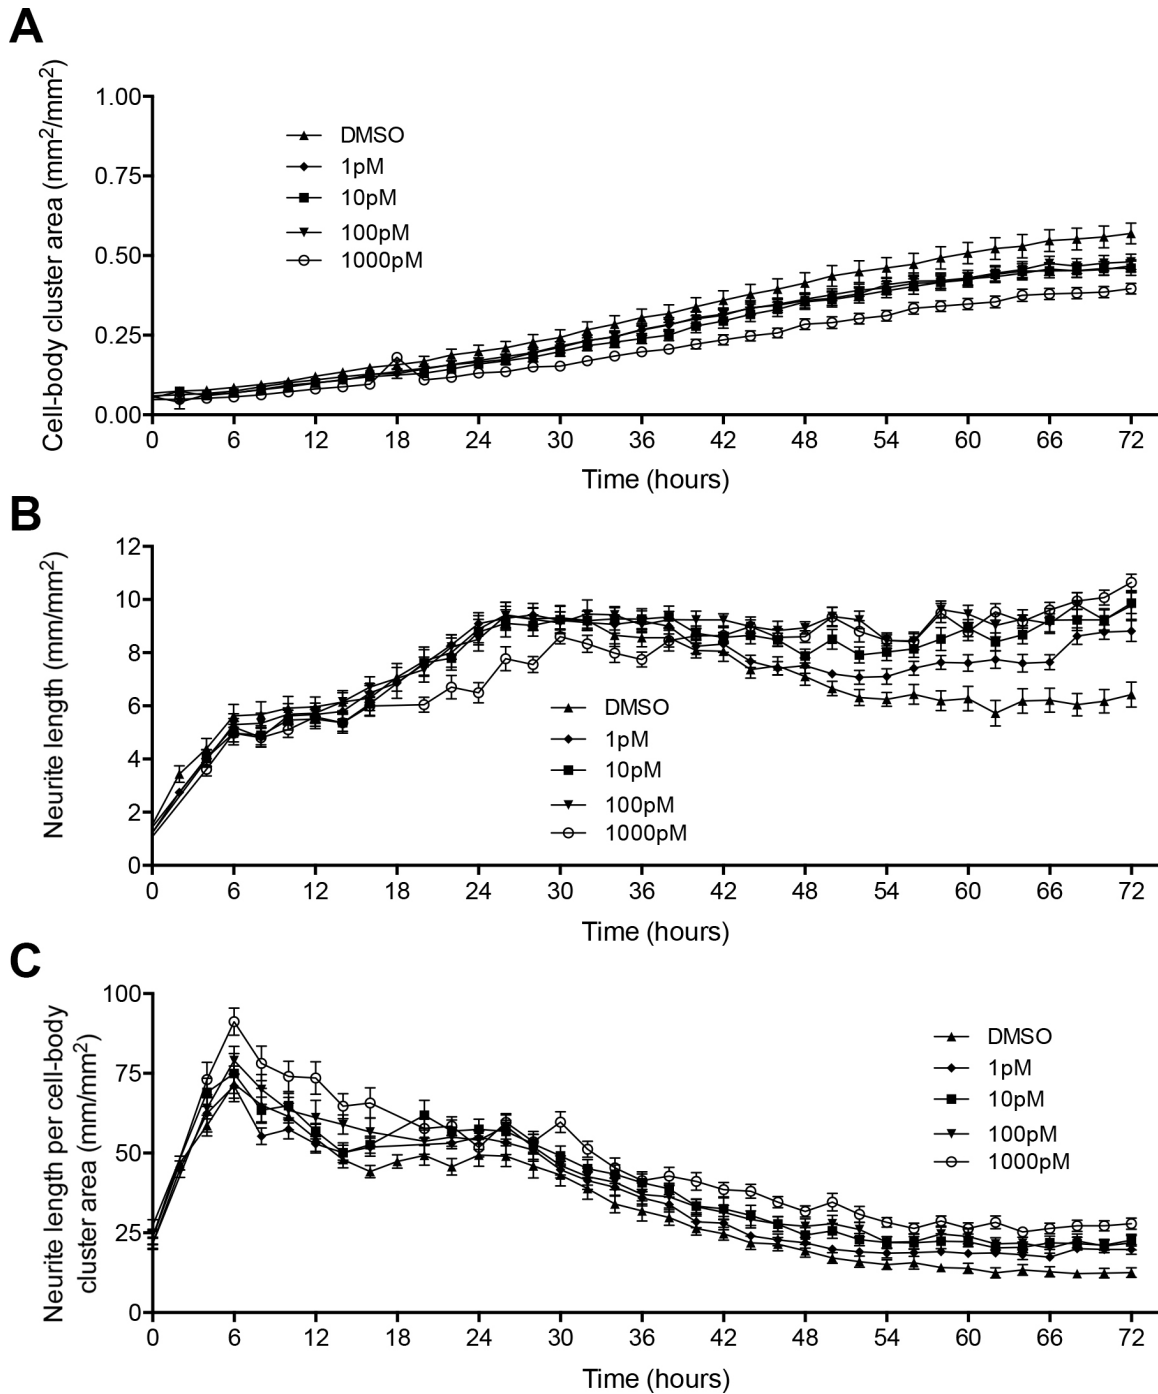 A
Cell-body cluster area (mm²/mm²)
1.00
0.75
0.50
0.25
0.00
DMSO
1pM
10pM
100pM
1000pM
0 6 12 18 24 30 36 42 48 54 60 66 72
Time (hours)
B
Neurite length (mm/mm²)
12
10
8
6
4
2
0
DMSO
1pM
10pM
100pM
1000pM
0 6 12 18 24 30 36 42 48 54 60 66 72
Time (hours)
C
Neurite length per cell-body
cluster area (mm/mm²)
100
75
50
25
0
DMSO
1pM
10pM
100pM
1000pM
0 6 12 18 24 30 36 42 48 54 60 66 72
Time (hours)